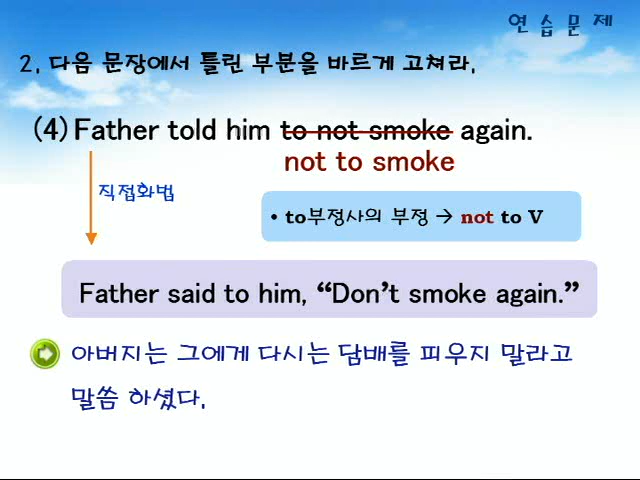 연 습 문 제
2. 다음 문장에서 틀린 부분을 바르게 고쳐라.
(4) Father told him to not smoke again.
not to smoke
직접화법
• to부정사의 부정 → not to V
Father said to him, “Don’t smoke again.”
아버지는 그에게 다시는 담배를 피우지 말라고
말씀 하셨다.